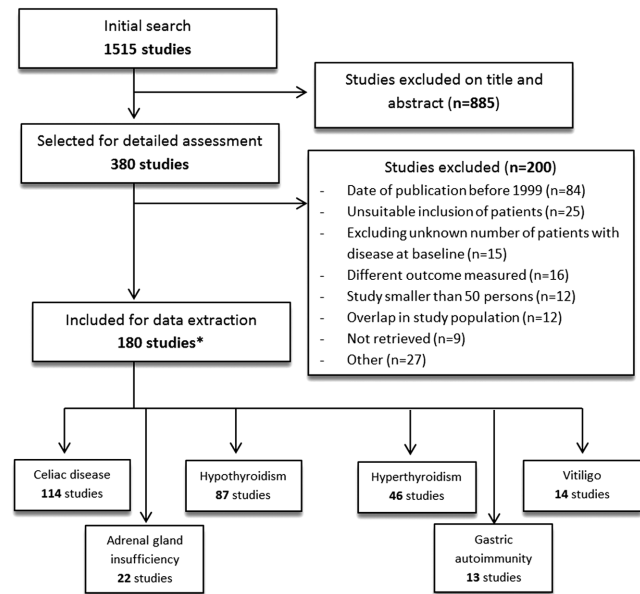 Initial search
1515 studies
Studies excluded on title and
abstract (n=885)
Selected for detailed assessment
380 studies
Studies excluded (n=200)
- Date of publication before 1999 (n=84)
- Unsuitable inclusion of patients (n=25)
- Excluding unknown number of patients with
disease at baseline (n=15)
- Different outcome measured (n=16)
- Study smaller than 50 persons (n=12)
- Overlap in study population (n=12)
- Not retrieved (n=9)
- Other (n=27)
Included for data extraction
180 studies*
Celiac disease
114 studies
Hypothyroidism
87 studies
Hyperthyroidism
46 studies
Vitiligo
14 studies
Adrenal gland
insufficiency
22 studies
Gastric
autoimmunity
13 studies